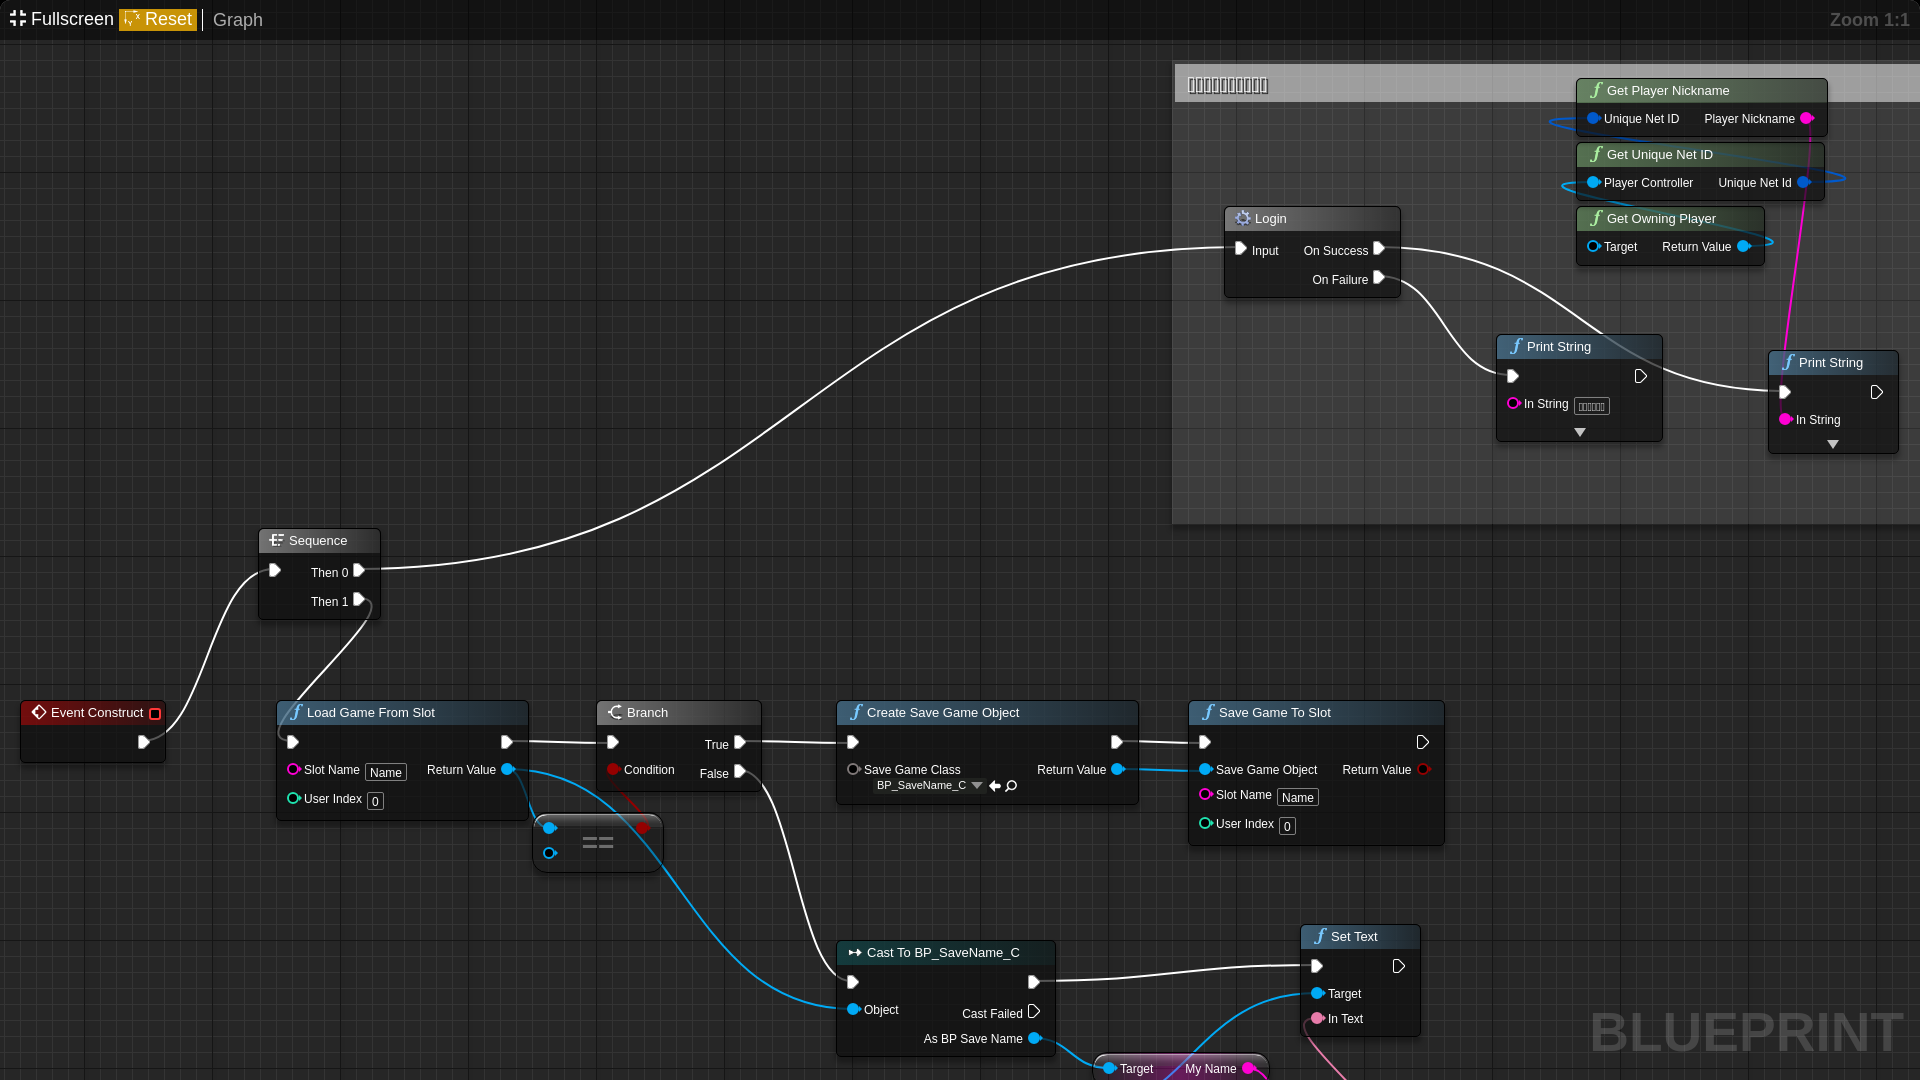 Fullscreen Reset Graph
Zoom 1:1
Get Player Nickname
Unique Net ID Player Nickname
Get Unique Net ID
Player Controller Unique Net Id
Get Owning Player
Target Return Value
Login
Input On Success
On Failure
Print String
In String
Print String
In String
Sequence
Then 0
Then 1
Event Construct
Load Game From Slot
Slot Name Name Return Value
User Index 0
Branch
True
Condition False
==
Create Save Game Object
Save Game Class Return Value
BP_SaveName_C
Save Game To Slot
Save Game Object Return Value
Slot Name Name
User Index 0
Cast To BP_SaveName_C
Object Cast Failed
As BP Save Name
Set Text
Target
In Text
Target My Name
BLUEPRINT